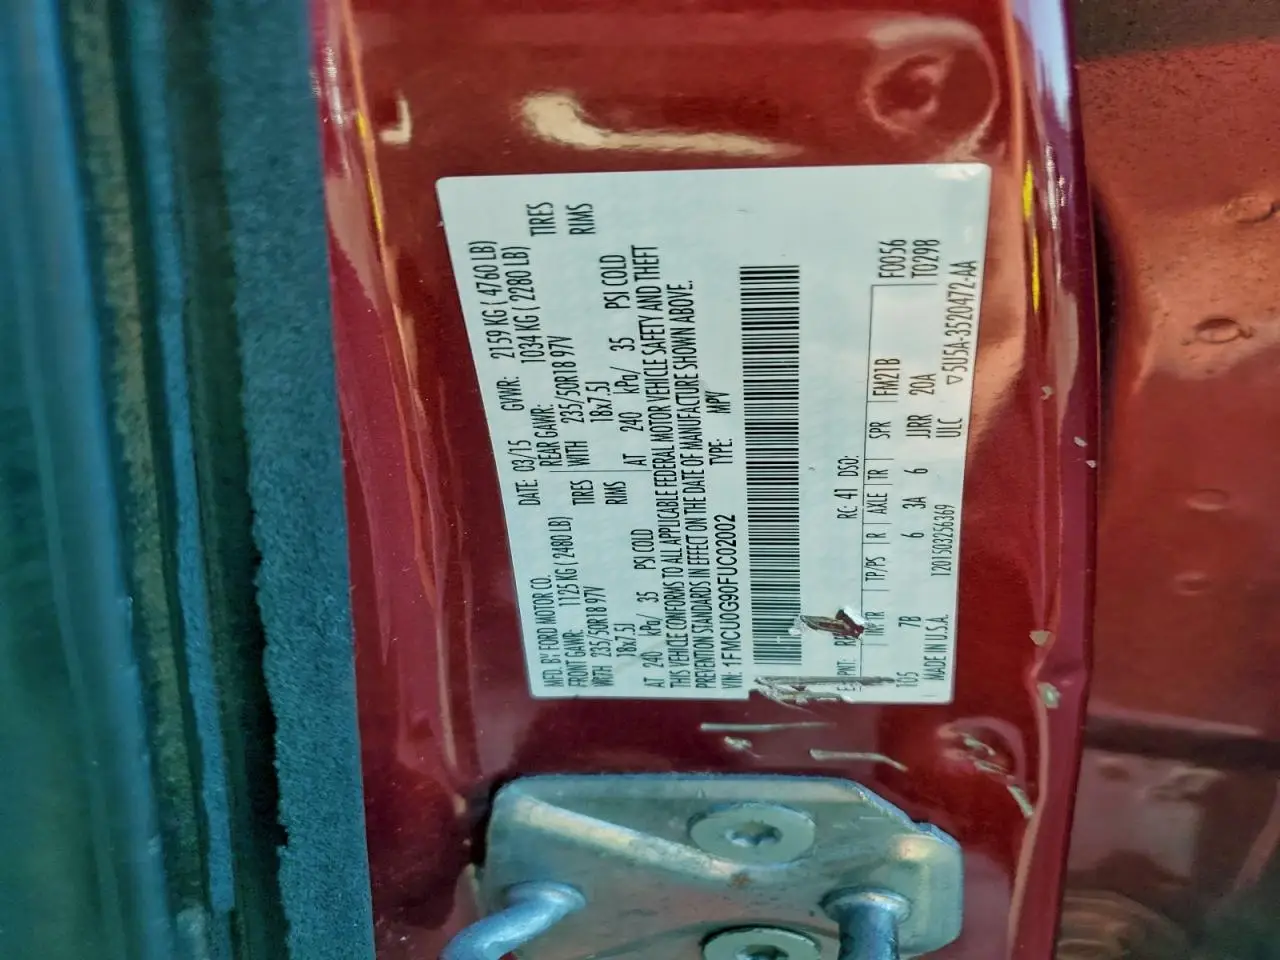 MFD. BY FORD MOTOR CO.
DATE: 03/15 GVWR: 2159 KG ( 4760 LB)
FRONT GAWR: 1125 KG ( 2480 LB)
REAR GAWR: 1034 KG ( 2280 LB)
WITH 235/50R18 97V TIRES
WITH 235/50R18 97V TIRES
18x7.5J RIMS
18x7.5J RIMS
AT 240 kPa/ 35 PSI COLD
AT 240 kPa/ 35 PSI COLD
THIS VEHICLE CONFORMS TO ALL APPLICABLE FEDERAL MOTOR VEHICLE SAFETY AND THEFT
PREVENTION STANDARDS IN EFFECT ON THE DATE OF MANUFACTURE SHOWN ABOVE.
VIN: 1FMCU0G90FUC02002
TYPE: MPV
RC: 41 DSO:
TR TP/PS R AXLE TR SPR FM21B F0056
TDS 7B 6 3A 6 JJRR 20A T0298
MADE IN U.S.A. 120150325636​9 ULC ▽5U5A-3520472-AA